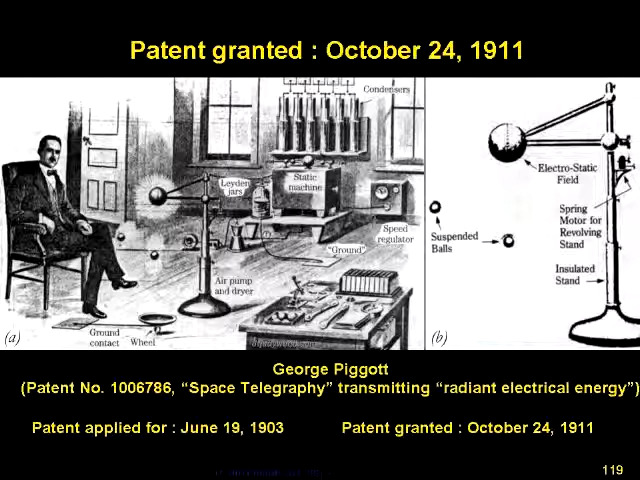 Patent granted : October 24, 1911
Condensers
Static
machine
Leyden
jars
Speed
regulator
"Ground"
Air pump
and dryer
Ground
contact
Wheel
(a)
Electro-Static
Field
Spring
Motor for
Revolving
Stand
Suspended
Balls
Insulated
Stand
(b)
George Piggott
(Patent No. 1006786, “Space Telegraphy” transmitting “radiant electrical energy”)
Patent applied for : June 19, 1903
Patent granted : October 24, 1911
119